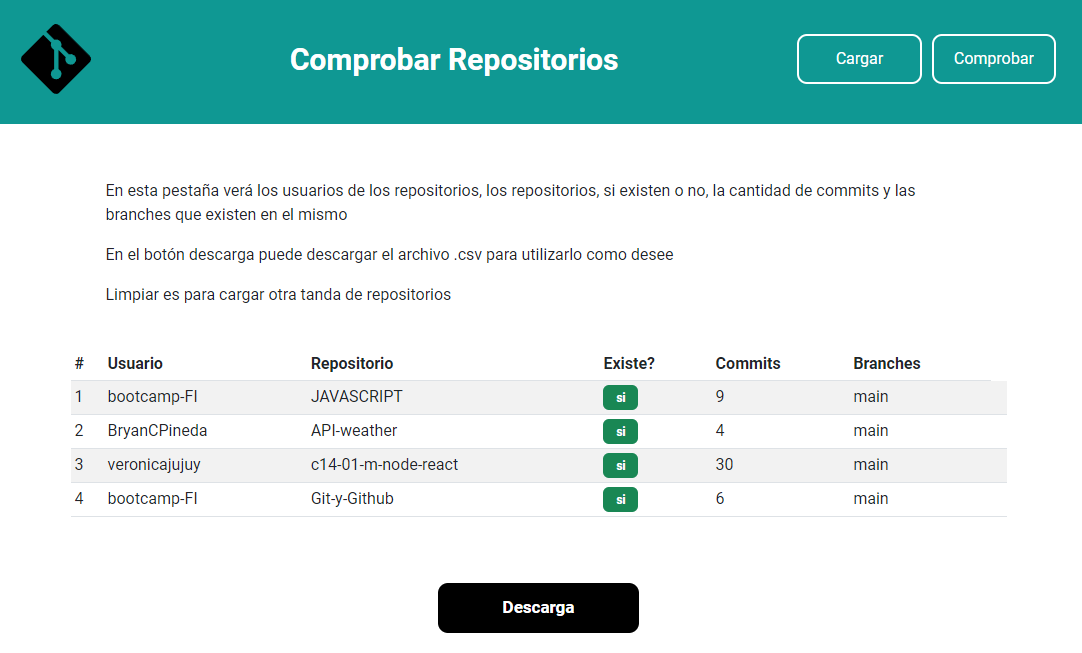 Comprobar Repositorios
Cargar
Comprobar
En esta pestaña verá los usuarios de los repositorios, los repositorios, si existen o no, la cantidad de commits y las
branches que existen en el mismo
En el botón descarga puede descargar el archivo .csv para utilizarlo como desee
Limpiar es para cargar otra tanda de repositorios
# Usuario Repositorio Existe? Commits Branches
1 bootcamp-FI JAVASCRIPT si 9 main
2 BryanCPineda API-weather si 4 main
3 veronicajujuy c14-01-m-node-react si 30 main
4 bootcamp-FI Git-y-Github si 6 main
Descarga